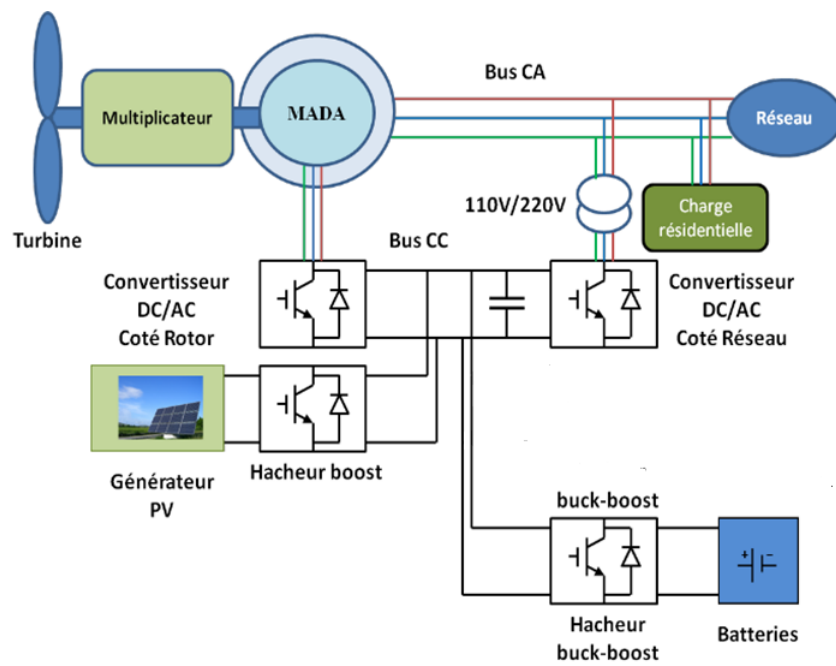 Bus CA
Multiplicateur
MADA
Réseau
110V/220V
Charge
résidentielle
Turbine
Bus CC
Convertisseur
DC/AC
Coté Rotor
Convertisseur
DC/AC
Coté Réseau
Générateur
PV
Hacheur boost
buck-boost
+ -
Hacheur
buck-boost
Batteries